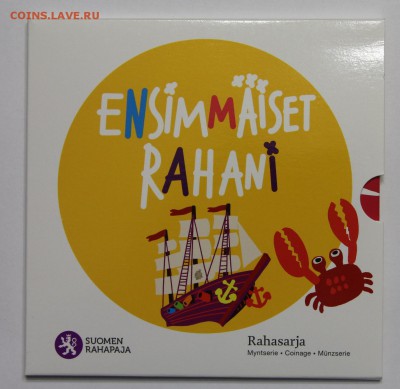 COINS.LAVE.RU
ENSIMMÄISET
RAHANI
SUOMEN
RAHAPAJA
Rahasarja
Myntserie • Coinage • Münzserie